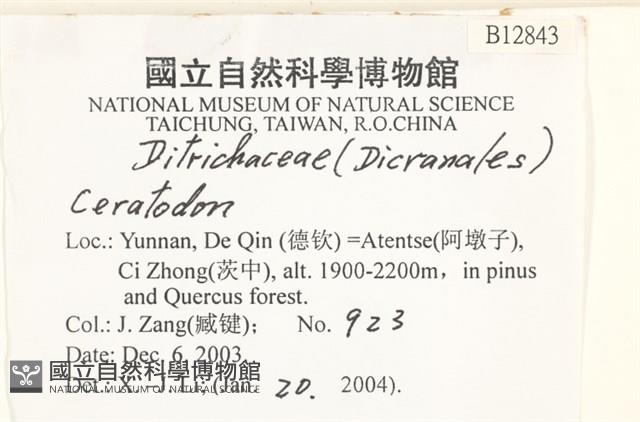 B12843
國立自然科學博物館
NATIONAL MUSEUM OF NATURAL SCIENCE
TAICHUNG, TAIWAN, R.O.CHINA
Ditrichaceae (Dicranales)
Ceratodon
Loc.: Yunnan, De Qin (德钦) =Atentse(阿墩子),
Ci Zhong(茨中), alt. 1900-2200m, in pinus
and Quercus forest.
Col.: J. Zang(臧键); No. 923
Date: Dec. 6, 2003.
國立自然科學博物館
NATIONAL MUSEUM OF NATURAL SCIENCE
(Jan. 20. 2004).